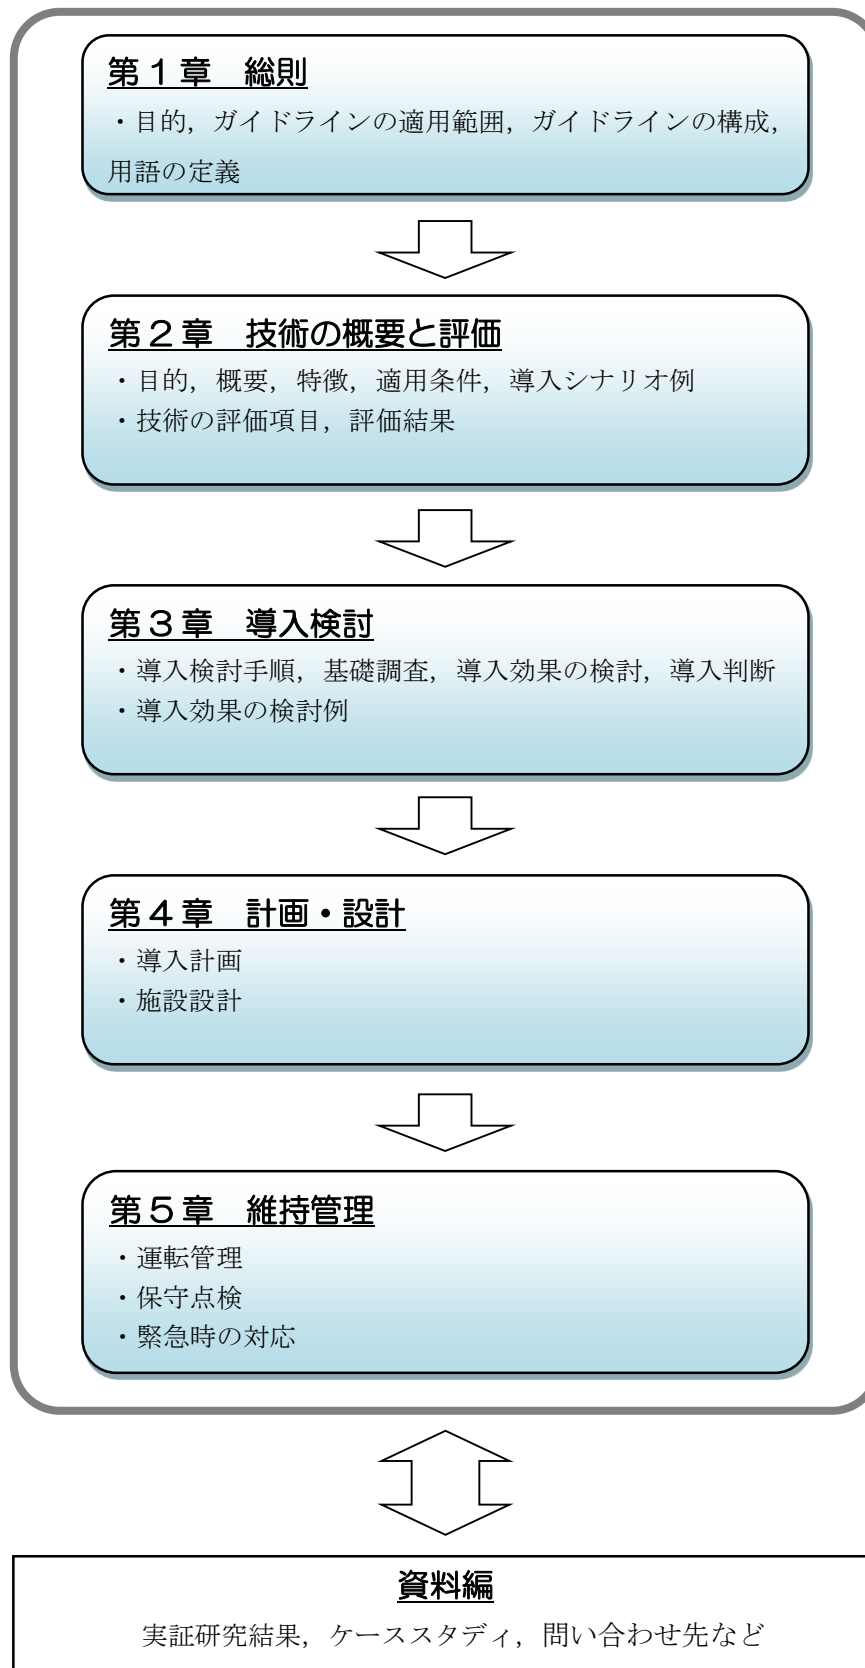 第1章 総則
・目的，ガイドラインの適用範囲，ガイドラインの構成，
用語の定義
第2章 技術の概要と評価
・目的，概要，特徴，適用条件，導入シナリオ例
・技術の評価項目，評価結果
第3章 導入検討
・導入検討手順，基礎調査，導入効果の検討，導入判断
・導入効果の検討例
第4章 計画・設計
・導入計画
・施設設計
第5章 維持管理
・運転管理
・保守点検
・緊急時の対応
資料編
実証研究結果，ケーススタディ，問い合わせ先など